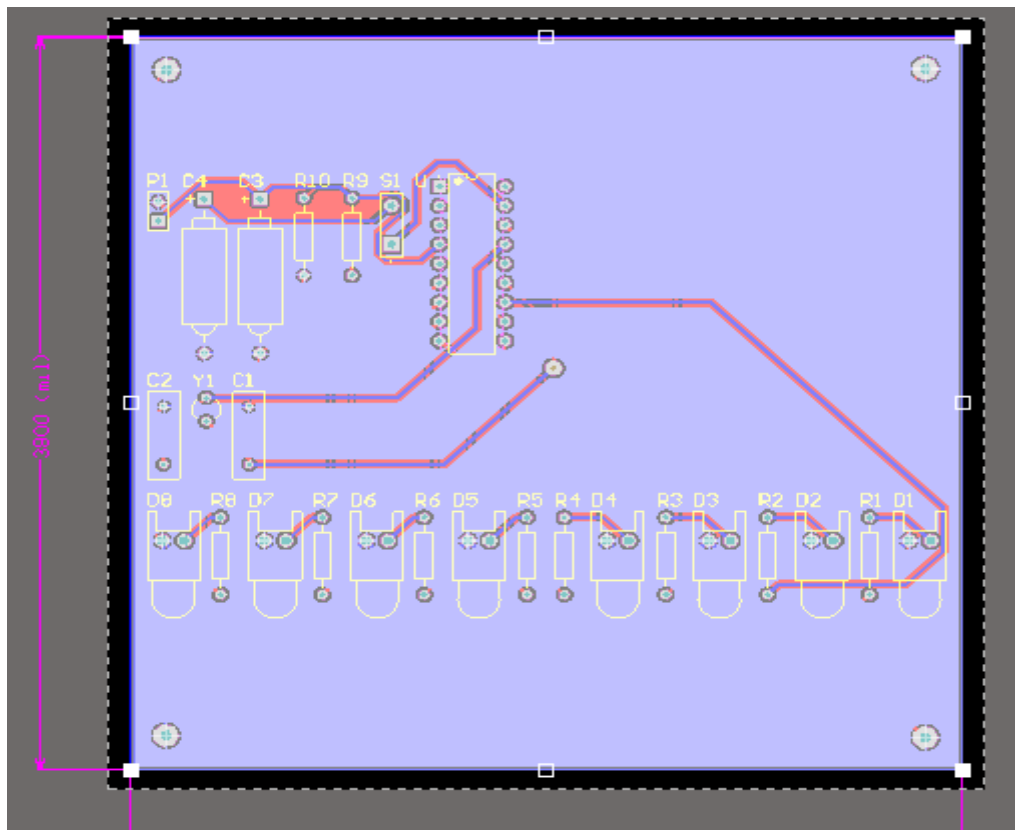 P1 C4 C3 R10 R9 S1 U
3800 (mil)
C2 Y1 C1
D8 R8 D7 R7 D6 R6 D5 R5 R4 D4 R3 D3 R2 D2 R1 D1